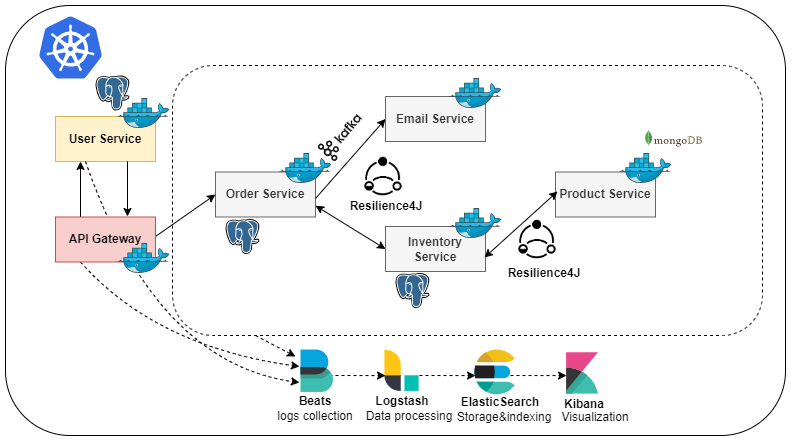 User Service
API Gateway
Order Service
kafka
Email Service
Resilience4J
mongoDB
Product Service
Inventory
Service
Resilience4J
Beats
logs collection
Logstash
Data processing
ElasticSearch
Storage&indexing
Kibana
Visualization